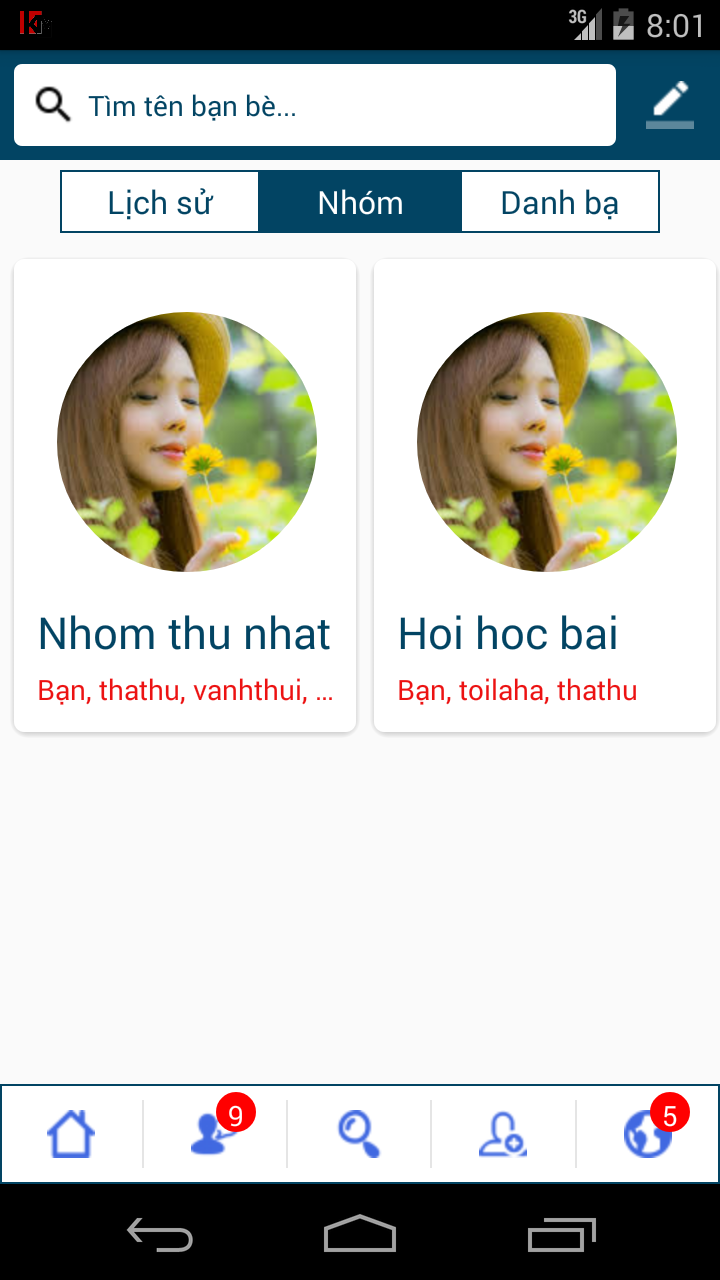 3G 8:01
Tìm tên bạn bè...
Lịch sử Nhóm Danh bạ
Nhom thu nhat
Bạn, thathu, vanhthui, ...
Hoi hoc bai
Bạn, toilaha, thathu
9 5